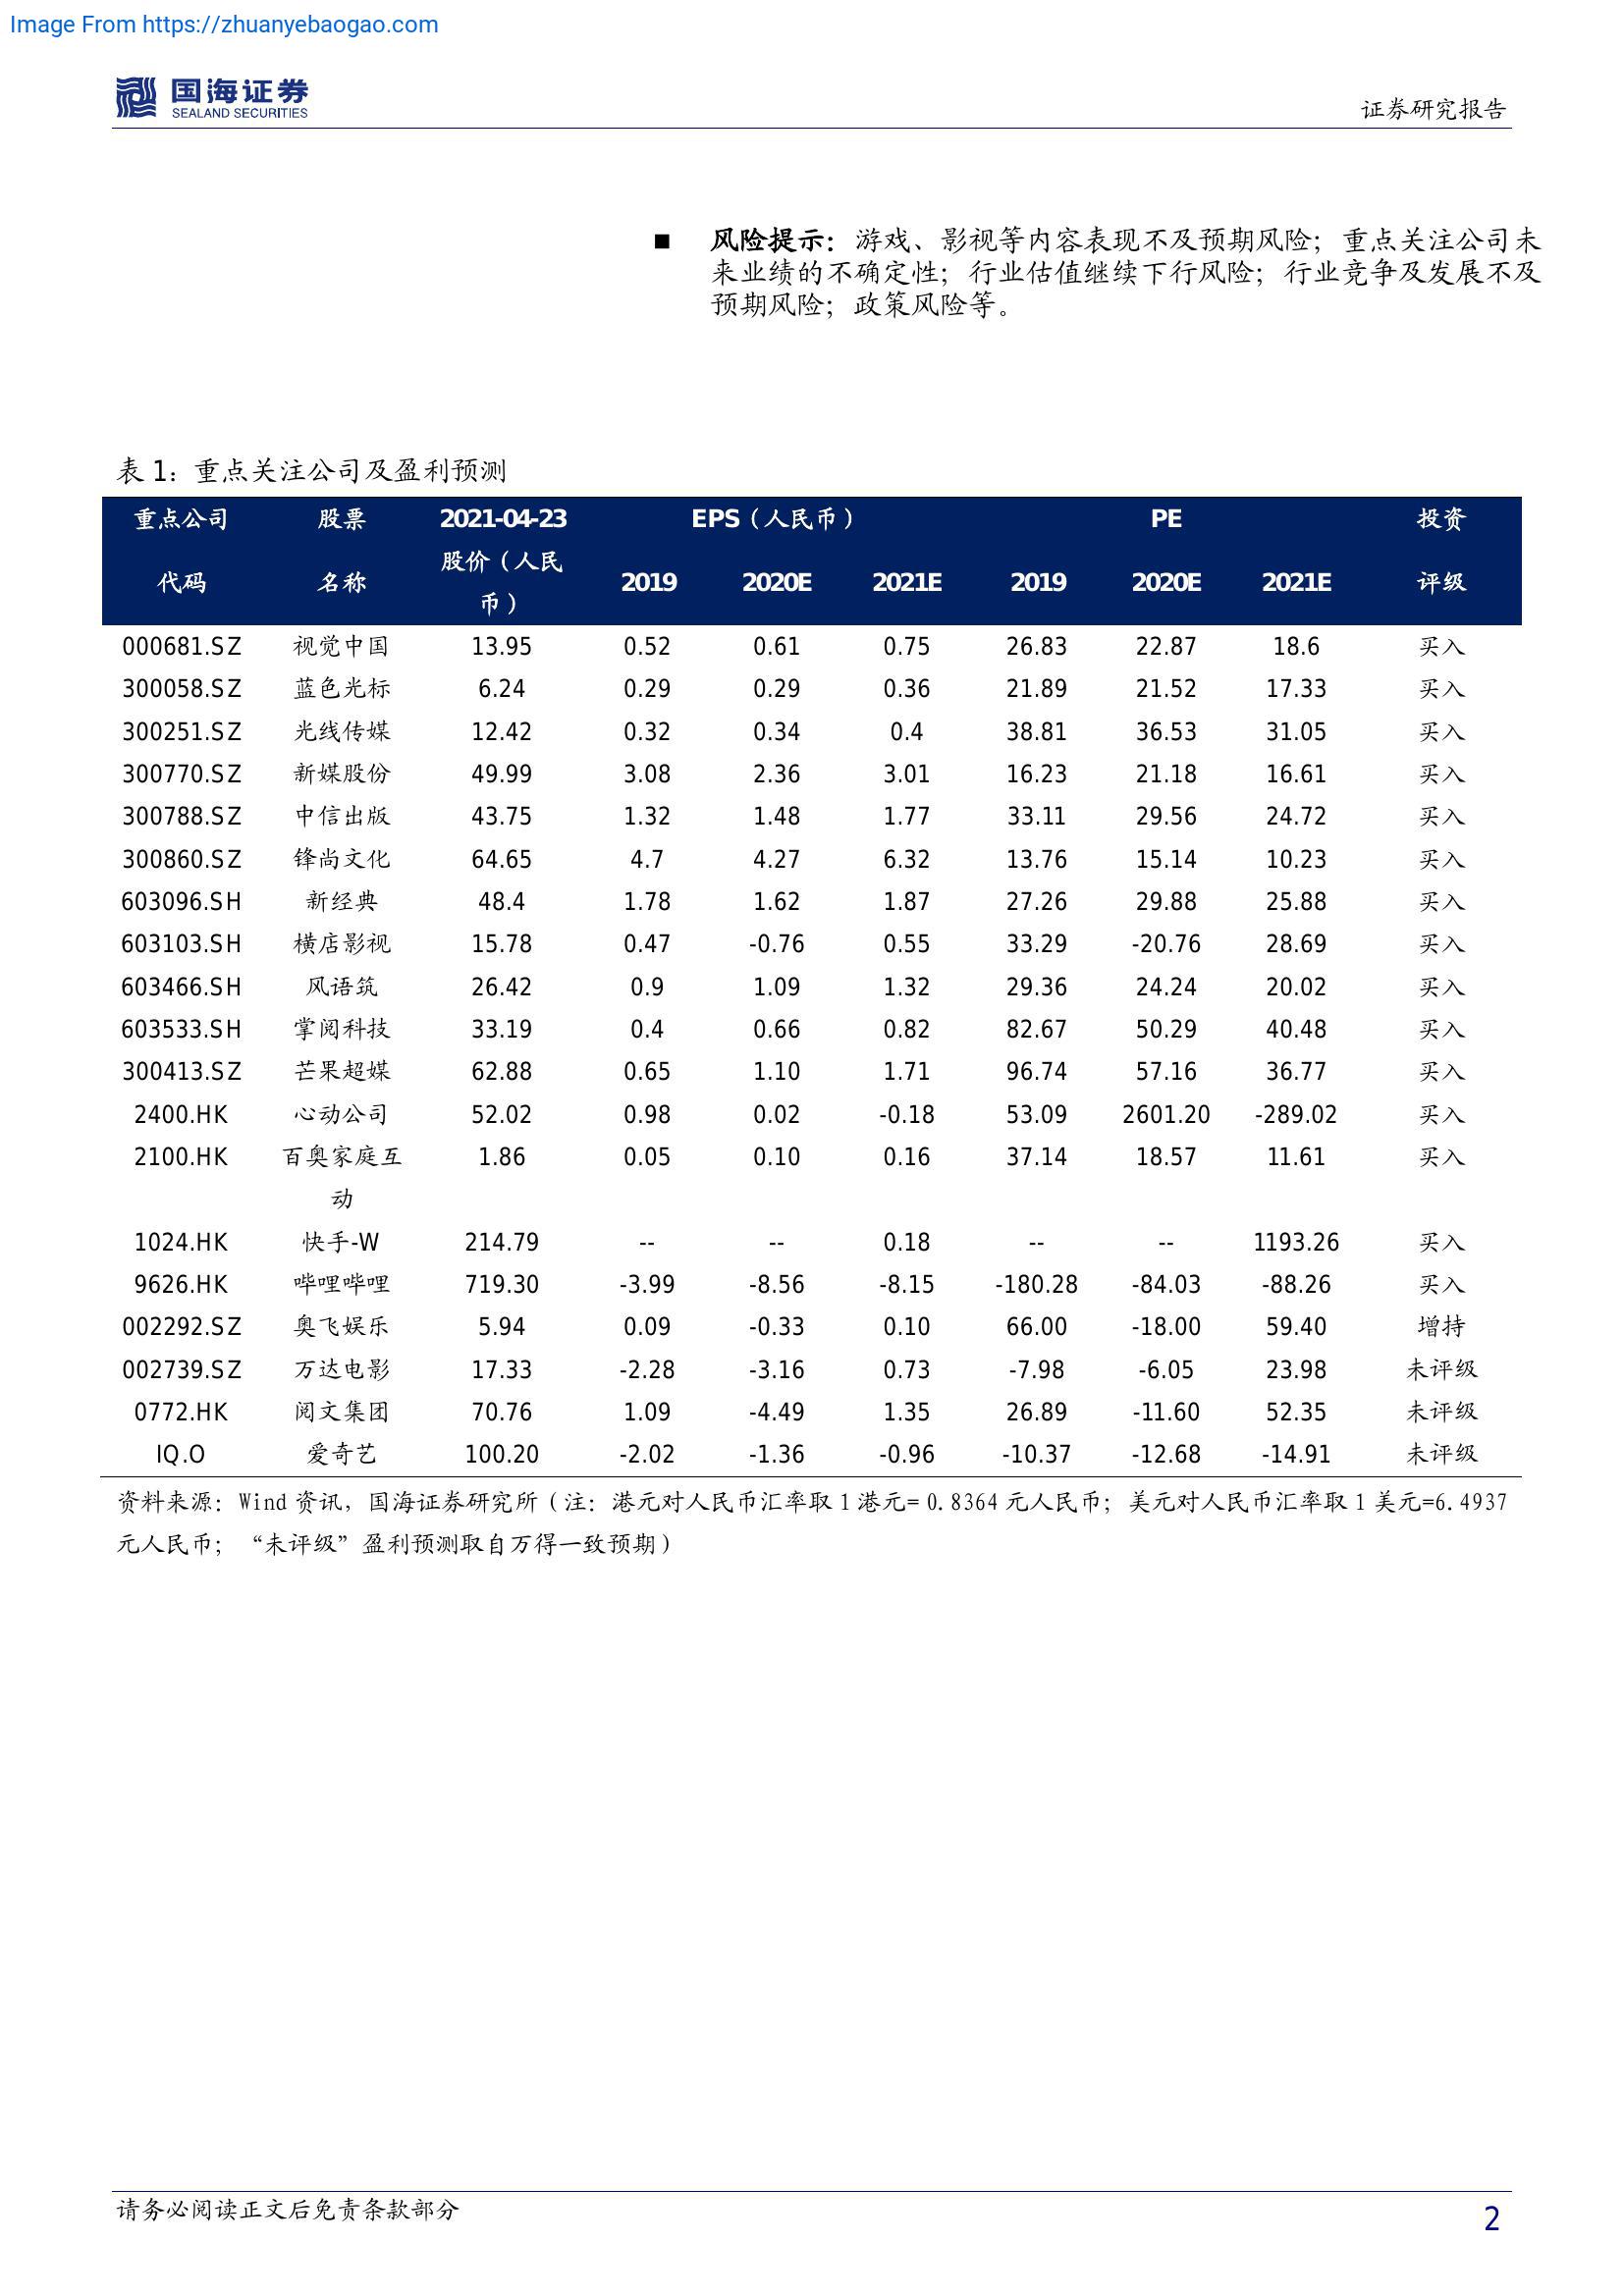 Image From https://zhuanyebaogao.com
国海证券
SEALAND SECURITIES
证券研究报告
■ 风险提示：游戏、影视等内容表现不及预期风险；重点关注公司未
来业绩的不确定性；行业估值继续下行风险；行业竞争及发展不及
预期风险；政策风险等。
表 1：重点关注公司及盈利预测
重点公司 股票 2021-04-23 EPS（人民币） PE 投资
代码 名称 股价（人民币） 2019 2020E 2021E 2019 2020E 2021E 评级
000681.SZ 视觉中国 13.95 0.52 0.61 0.75 26.83 22.87 18.6 买入
300058.SZ 蓝色光标 6.24 0.29 0.29 0.36 21.89 21.52 17.33 买入
300251.SZ 光线传媒 12.42 0.32 0.34 0.4 38.81 36.53 31.05 买入
300770.SZ 新媒股份 49.99 3.08 2.36 3.01 16.23 21.18 16.61 买入
300788.SZ 中信出版 43.75 1.32 1.48 1.77 33.11 29.56 24.72 买入
300860.SZ 锋尚文化 64.65 4.7 4.27 6.32 13.76 15.14 10.23 买入
603096.SH 新经典 48.4 1.78 1.62 1.87 27.26 29.88 25.88 买入
603103.SH 横店影视 15.78 0.47 -0.76 0.55 33.29 -20.76 28.69 买入
603466.SH 风语筑 26.42 0.9 1.09 1.32 29.36 24.24 20.02 买入
603533.SH 掌阅科技 33.19 0.4 0.66 0.82 82.67 50.29 40.48 买入
300413.SZ 芒果超媒 62.88 0.65 1.10 1.71 96.74 57.16 36.77 买入
2400.HK 心动公司 52.02 0.98 0.02 -0.18 53.09 2601.20 -289.02 买入
2100.HK 百奥家庭互动 1.86 0.05 0.10 0.16 37.14 18.57 11.61 买入
1024.HK 快手-W 214.79 -- -- 0.18 -- -- 1193.26 买入
9626.HK 哔哩哔哩 719.30 -3.99 -8.56 -8.15 -180.28 -84.03 -88.26 买入
002292.SZ 奥飞娱乐 5.94 0.09 -0.33 0.10 66.00 -18.00 59.40 增持
002739.SZ 万达电影 17.33 -2.28 -3.16 0.73 -7.98 -6.05 23.98 未评级
0772.HK 阅文集团 70.76 1.09 -4.49 1.35 26.89 -11.60 52.35 未评级
IQ.O 爱奇艺 100.20 -2.02 -1.36 -0.96 -10.37 -12.68 -14.91 未评级
资料来源：Wind 资讯，国海证券研究所（注：港元对人民币汇率取 1 港元= 0.8364 元人民币；美元对人民币汇率取 1 美元=6.4937
元人民币；“未评级”盈利预测取自万得一致预期）
请务必阅读正文后免责条款部分
2